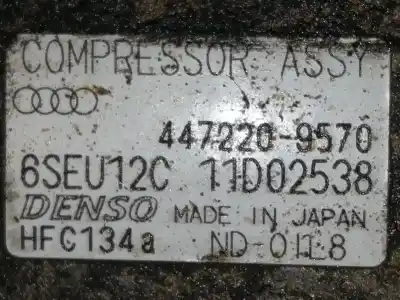 COMPRESSOR ASSY
447220-9570
6SEU12C 11D02538
DENSO MADE IN JAPAN
HFC134a ND-OIL8